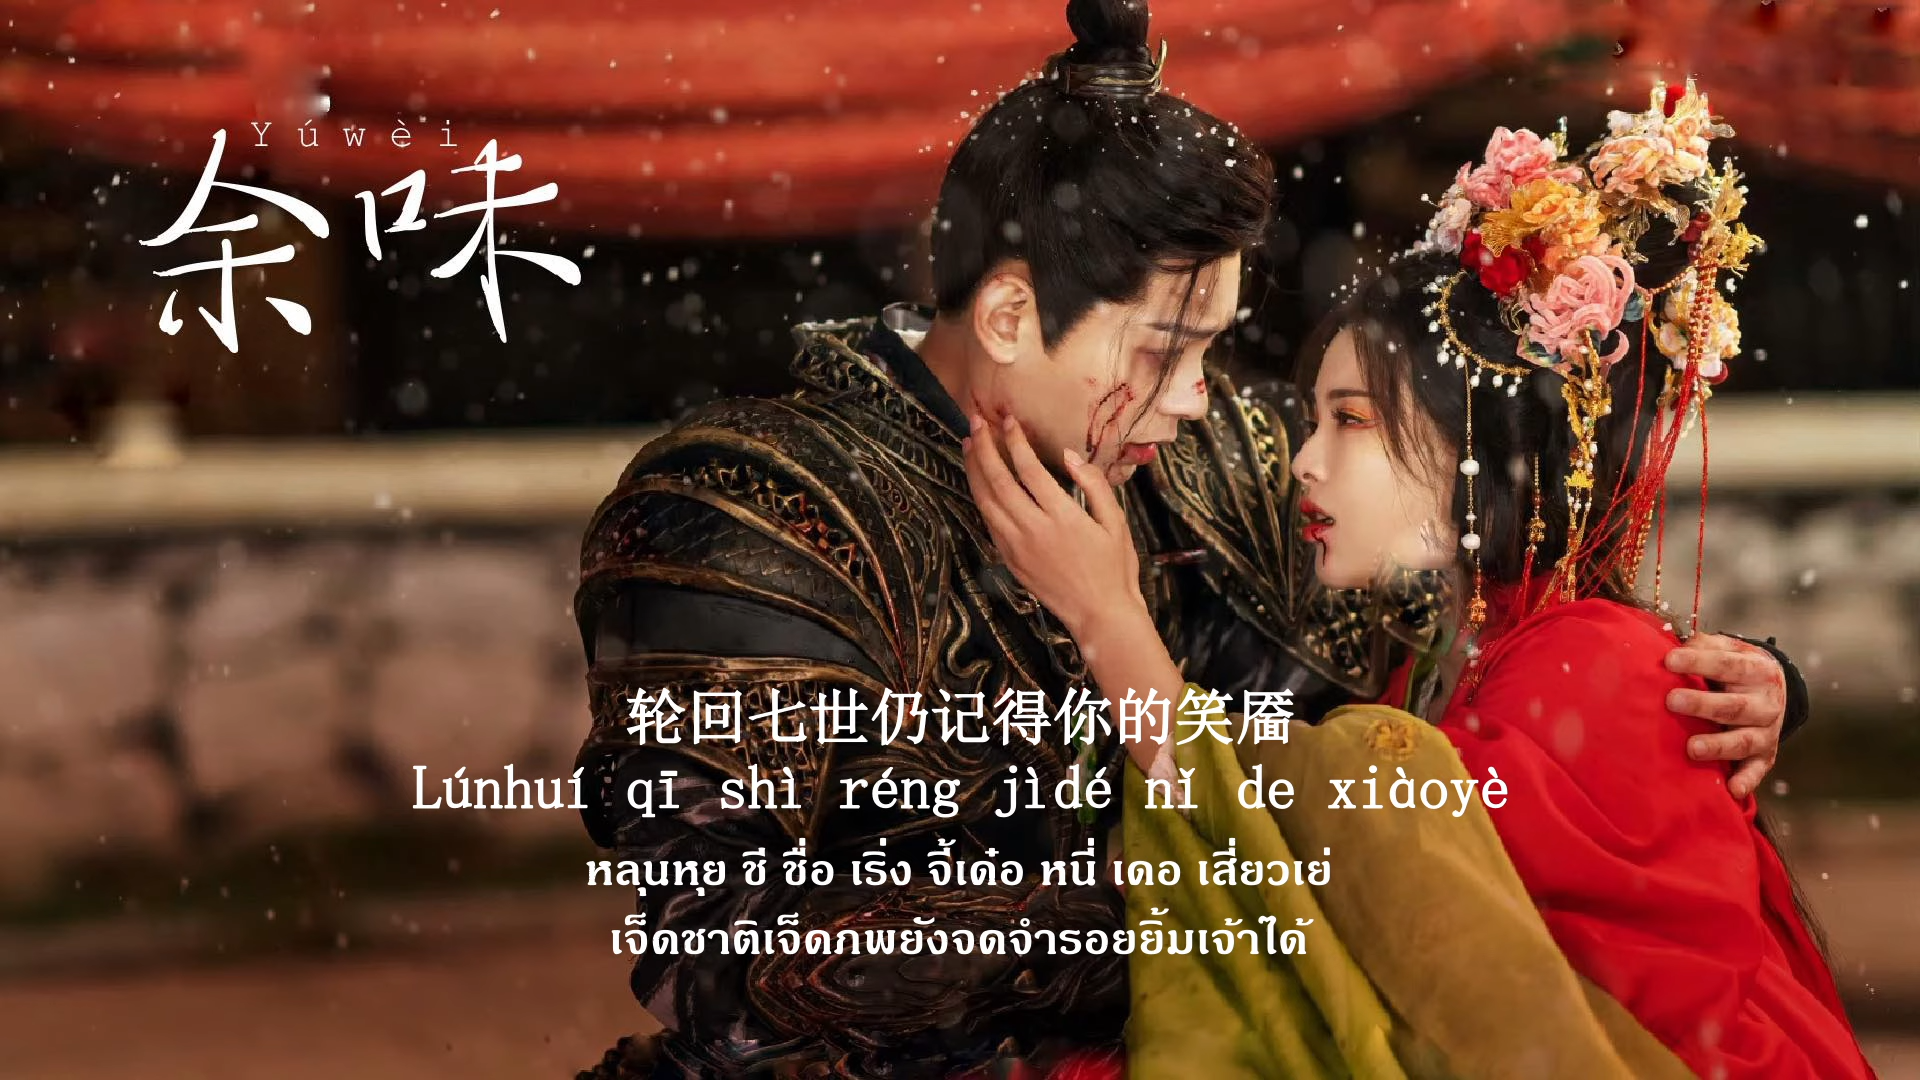 Yúwèi
余味
轮回七世仍记得你的笑靥
Lúnhuí qī shì réng jìdé nǐ de xiàoyè
หลุนหุย ชี ชื่อ เริ่ง จี้เต๋อ หนี่ เดอ เสี่ยวเย่
เจ็ดชาติเจ็ดภพยังจดจำรอยยิ้มเจ้าได้